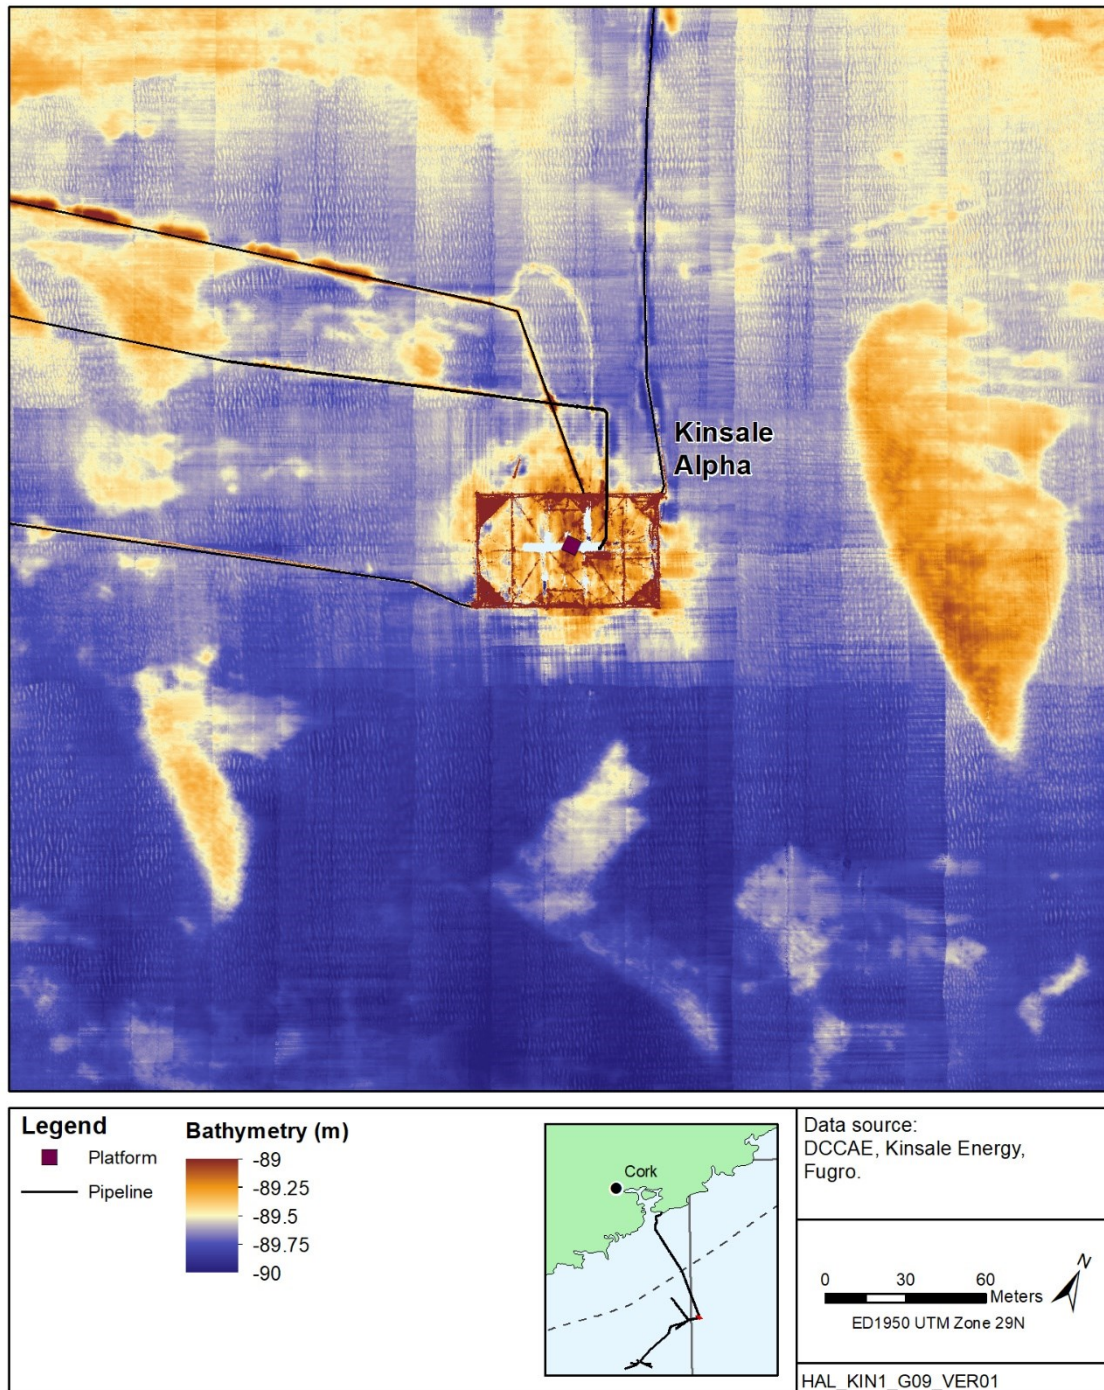 Kinsale
Alpha
Legend
Platform
Pipeline
Bathymetry (m)
-89
-89.25
-89.5
-89.75
-90
Cork
Data source:
DCCAE, Kinsale Energy,
Fugro.
N
0 30 60
Meters
ED1950 UTM Zone 29N
HAL_KIN1_G09_VER01